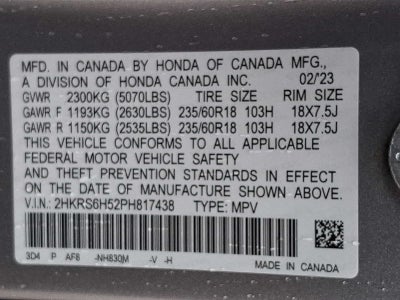 MFD. IN CANADA BY HONDA OF CANADA MFG.,
A DIVISION OF HONDA CANADA INC. 02/'23
GVWR 2300KG (5070LBS) TIRE SIZE RIM SIZE
GAWR F 1193KG (2630LBS) 235/60R18 103H 18X7.5J
GAWR R 1150KG (2535LBS) 235/60R18 103H 18X7.5J
THIS VEHICLE CONFORMS TO ALL APPLICABLE
FEDERAL MOTOR VEHICLE SAFETY
AND THEFT PREVENTION STANDARDS IN EFFECT ON
THE DATE OF MANUFACTURE SHOWN ABOVE.
V.I.N.: 2HKRS6H52PH817438 TYPE: MPV
3D4 P AF8 -NH830M -V -H MADE IN CANADA